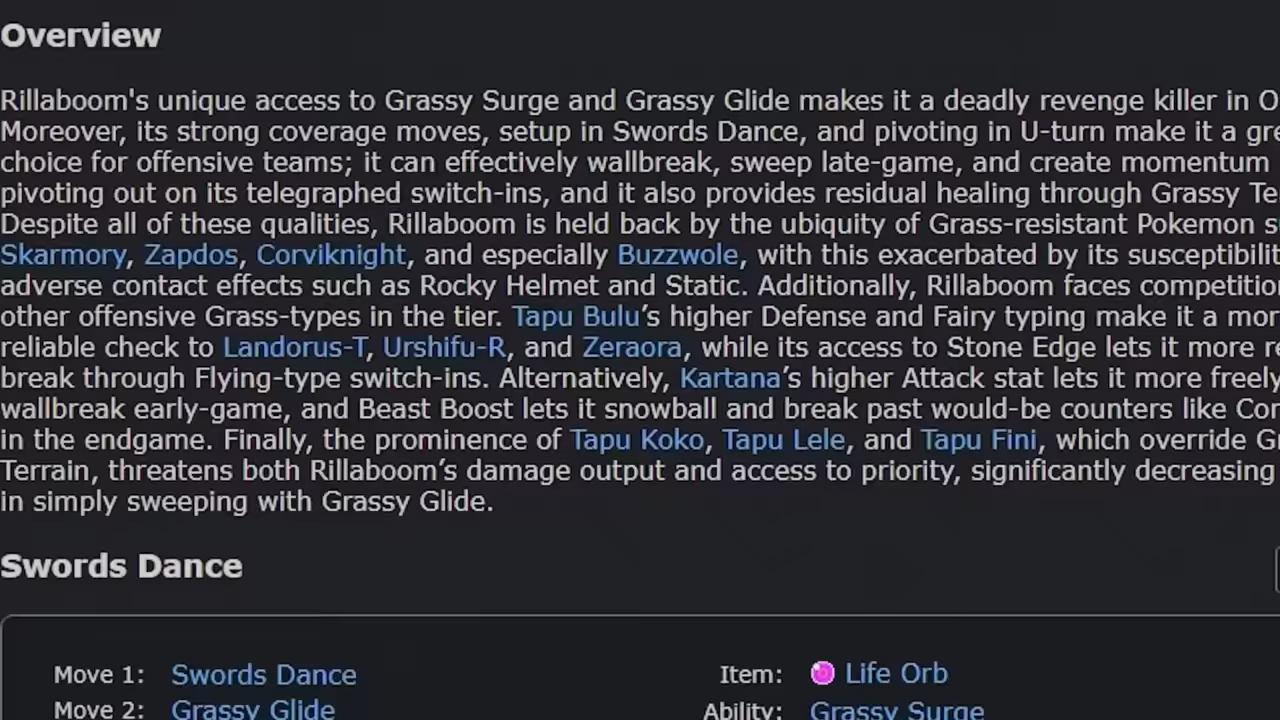 Overview
Rillaboom's unique access to Grassy Surge and Grassy Glide makes it a deadly revenge killer in O
Moreover, its strong coverage moves, setup in Swords Dance, and pivoting in U-turn make it a gre
choice for offensive teams; it can effectively wallbreak, sweep late-game, and create momentum
pivoting out on its telegraphed switch-ins, and it also provides residual healing through Grassy Te
Despite all of these qualities, Rillaboom is held back by the ubiquity of Grass-resistant Pokemon s
Skarmory, Zapdos, Corviknight, and especially Buzzwole, with this exacerbated by its susceptibilit
adverse contact effects such as Rocky Helmet and Static. Additionally, Rillaboom faces competition
other offensive Grass-types in the tier. Tapu Bulu’s higher Defense and Fairy typing make it a mor
reliable check to Landorus-T, Urshifu-R, and Zeraora, while its access to Stone Edge lets it more re
break through Flying-type switch-ins. Alternatively, Kartana’s higher Attack stat lets it more freely
wallbreak early-game, and Beast Boost lets it snowball and break past would-be counters like Cor
in the endgame. Finally, the prominence of Tapu Koko, Tapu Lele, and Tapu Fini, which override G
Terrain, threatens both Rillaboom’s damage output and access to priority, significantly decreasing
in simply sweeping with Grassy Glide.
Swords Dance
Move 1: Swords Dance Item: Life Orb
Move 2: Grassy Glide Ability: Grassy Surge